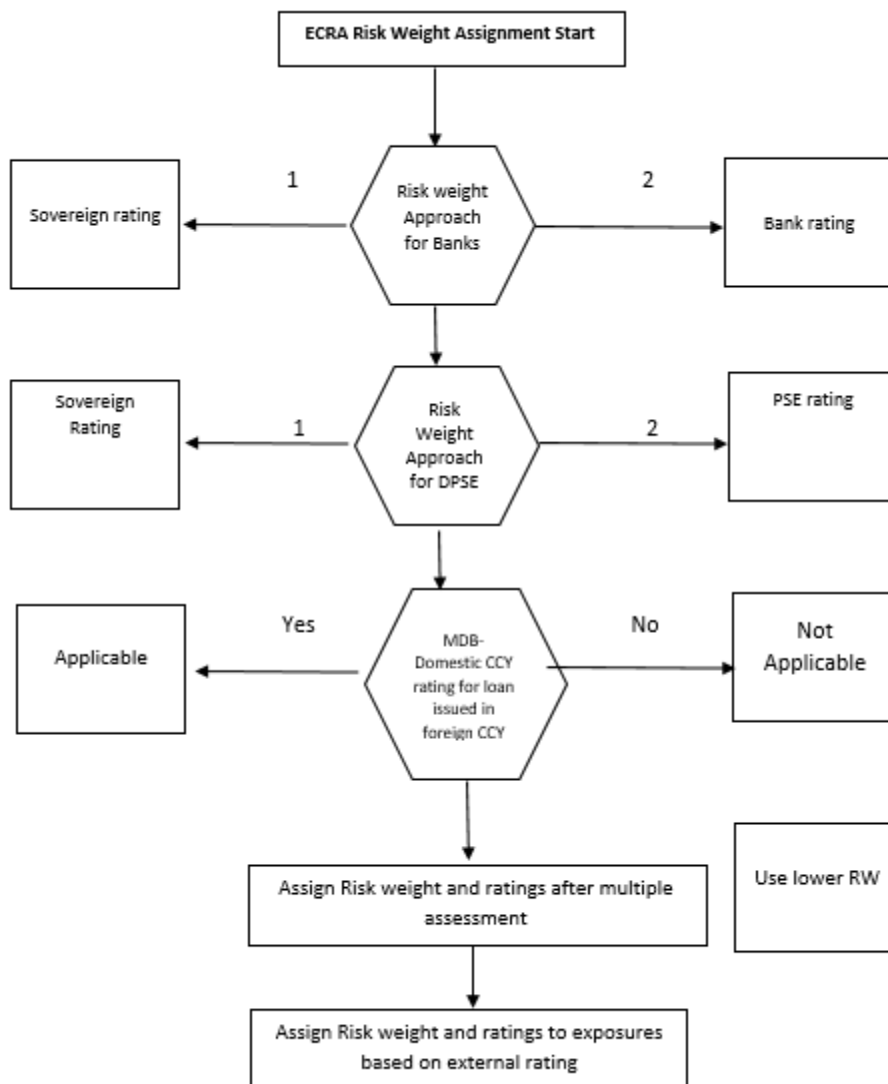 ECRA Risk Weight Assignment Start
1
2
Sovereign rating
Risk weight
Approach
for Banks
Bank rating
Sovereign
Rating
1
Risk
Weight
Approach
for DPSE
2
PSE rating
Applicable
Yes
MDB-
Domestic CCY
rating for loan
issued in
foreign CCY
No
Not
Applicable
Assign Risk weight and ratings after multiple
assessment
Use lower RW
Assign Risk weight and ratings to exposures
based on external rating